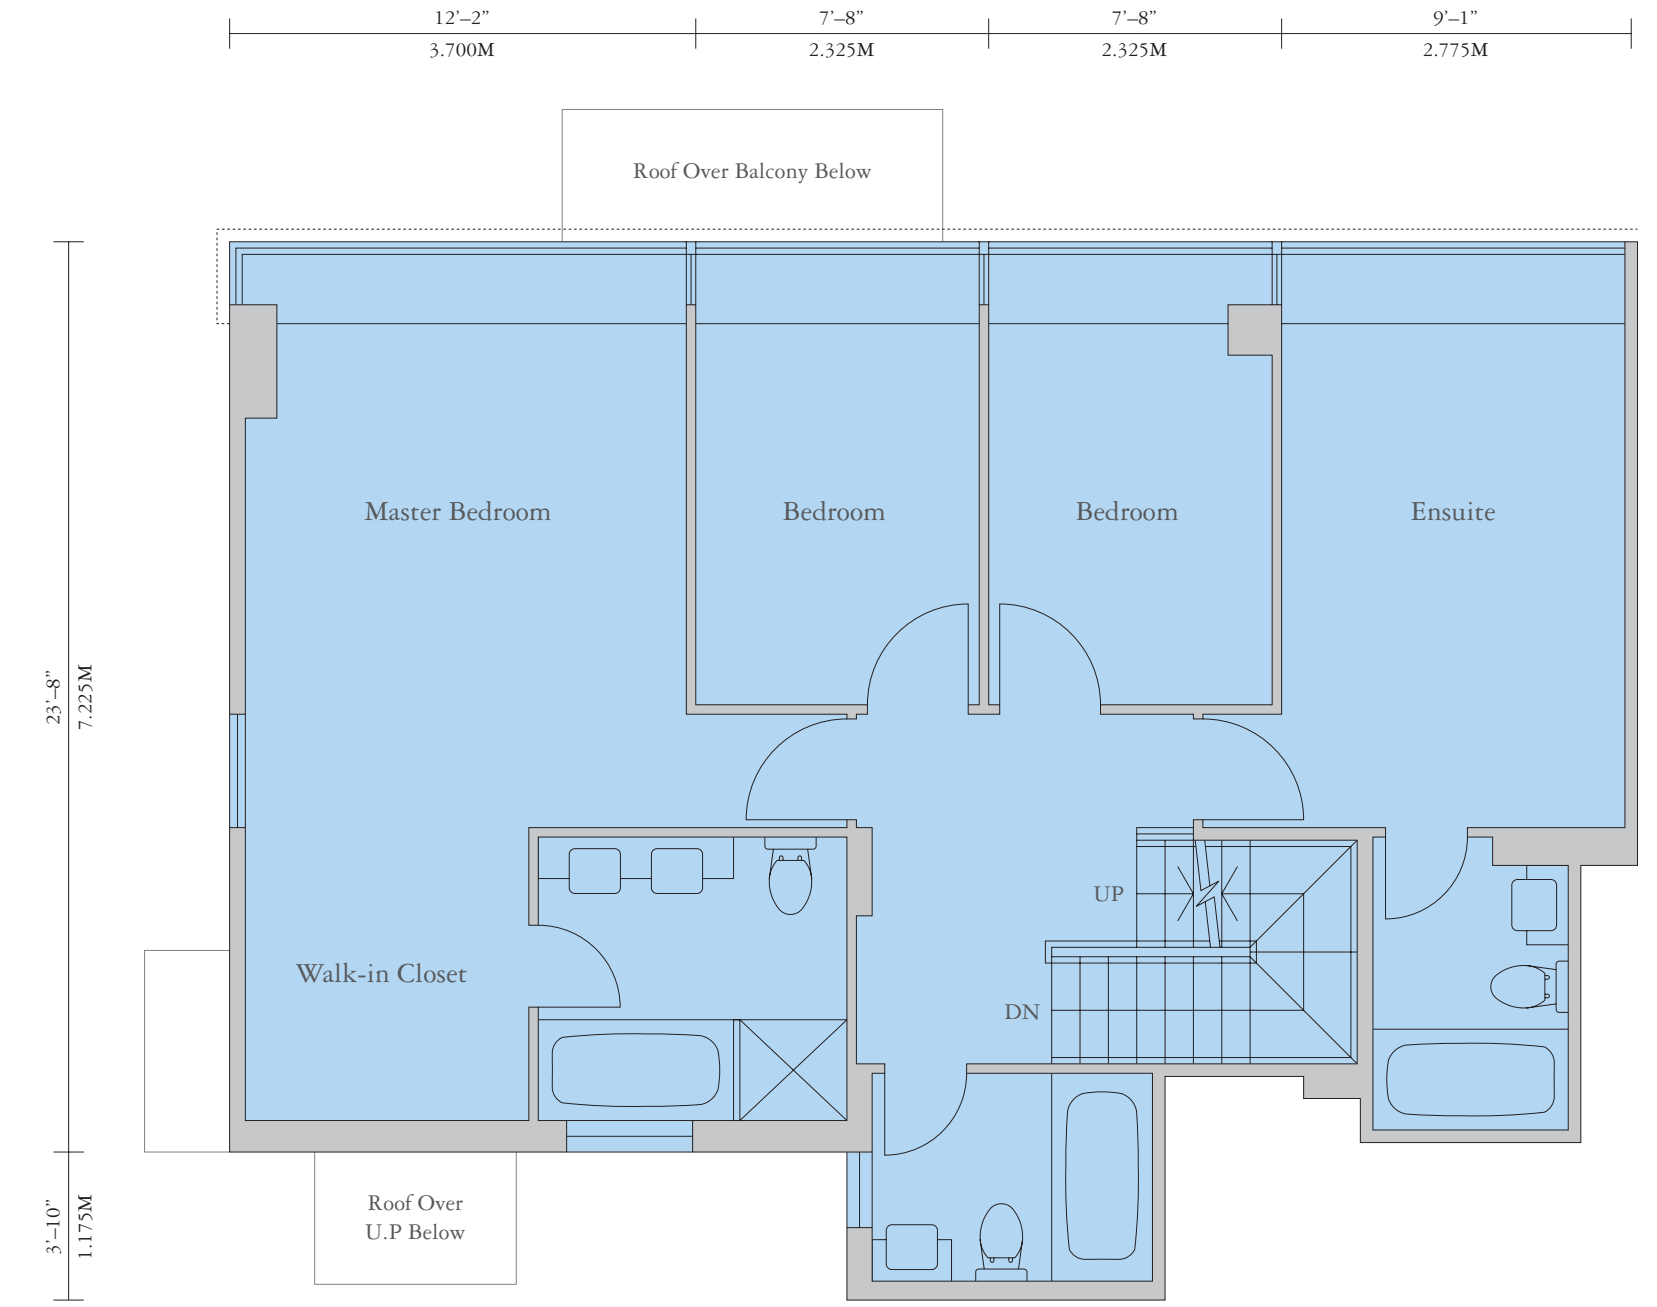 12’–2”
7’–8”
7’–8”
9’–1”
3.700M
2.325M
2.325M
2.775M
Roof Over Balcony Below
Master Bedroom
Bedroom
Bedroom
Ensuite
23’–8”
7.225M
UP
Walk-in Closet
DN
3’–10”
1.175M
Roof Over
U.P Below